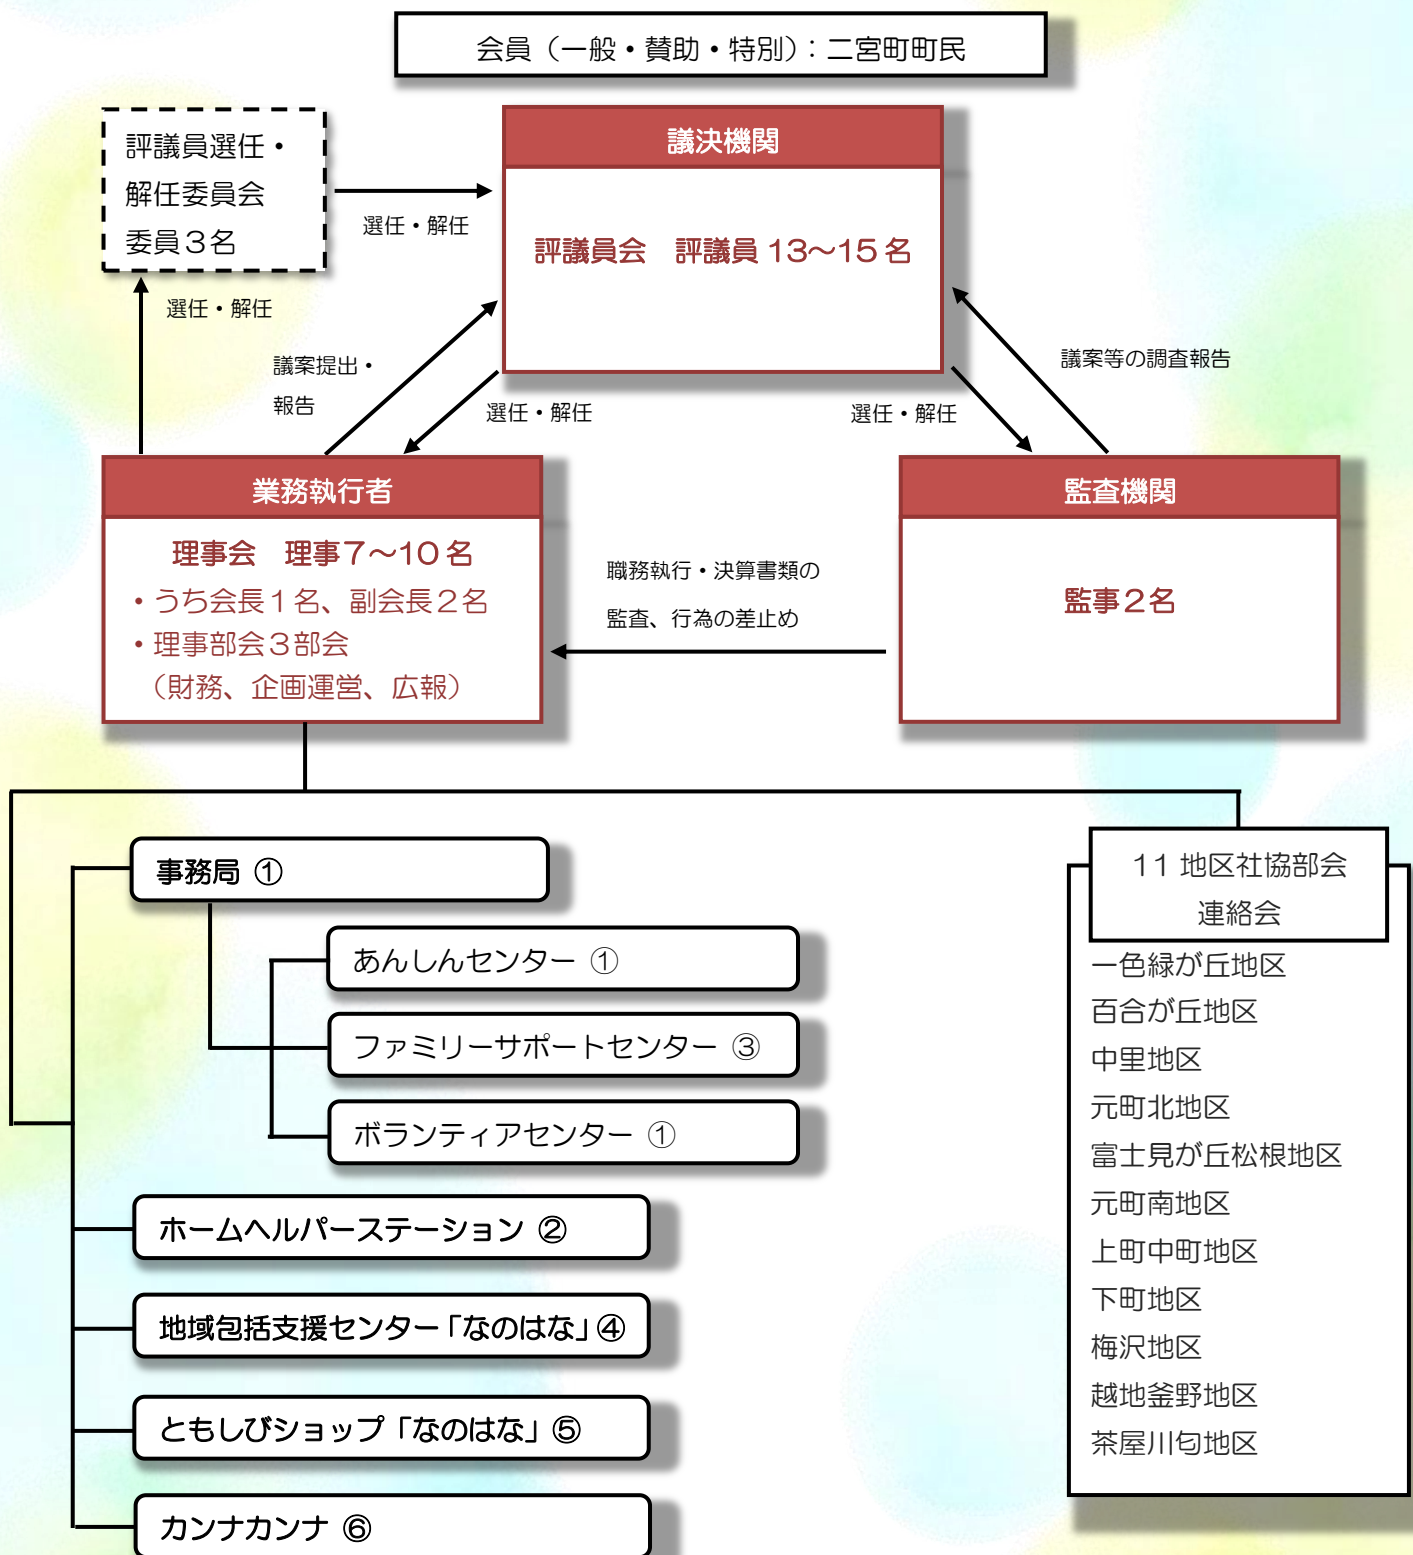 会員（一般・賛助・特別）：二宮町町民
評議員選任・
解任委員会
委員３名
選任・解任
議決機関
評議員会　評議員 13～15 名
選任・解任
議案提出・
報告
選任・解任
選任・解任
議案等の調査報告
業務執行者
理事会　理事７～10 名
・うち会長１名、副会長２名
・理事部会３部会
（財務、企画運営、広報）
職務執行・決算書類の
監査、行為の差止め
監査機関
監事２名
事務局 ①
あんしんセンター ①
ファミリーサポートセンター ③
ボランティアセンター ①
ホームヘルパーステーション ②
地域包括支援センター「なのはな」④
ともしびショップ「なのはな」⑤
カンナカンナ ⑥
11 地区社協部会
連絡会
一色緑が丘地区
百合が丘地区
中里地区
元町北地区
富士見が丘松根地区
元町南地区
上町中町地区
下町地区
梅沢地区
越地釜野地区
茶屋川匂地区